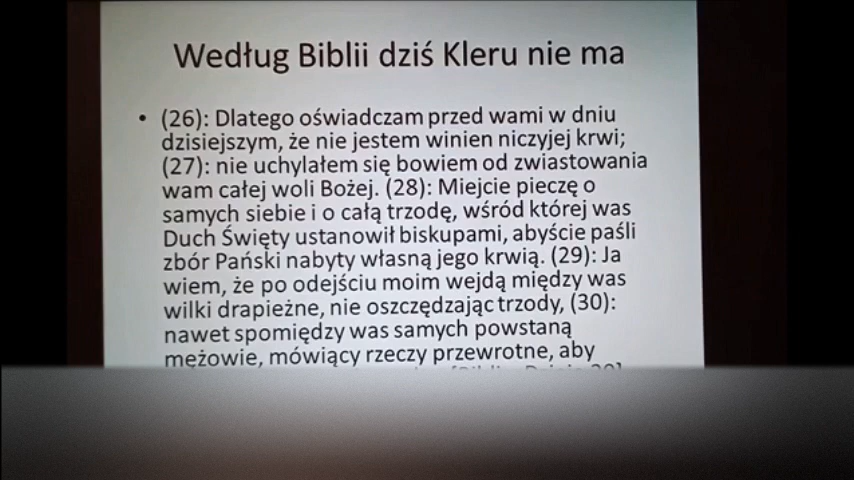 Według Biblii dziś Kleru nie ma
• (26): Dlatego oświadczam przed wami w dniu
dzisiejszym, że nie jestem winien niczyjej krwi;
(27): nie uchylałem się bowiem od zwiastowania
wam całej woli Bożej. (28): Miejcie pieczę o
samych siebie i o całą trzodę, wśród której was
Duch Święty ustanowił biskupami, abyście paśli
zbór Pański nabyty własną jego krwią. (29): Ja
wiem, że po odejściu moim wejdą między was
wilki drapieżne, nie oszczędzając trzody, (30):
nawet spomiędzy was samych powstaną
mężowie, mówiący rzeczy przewrotne, aby